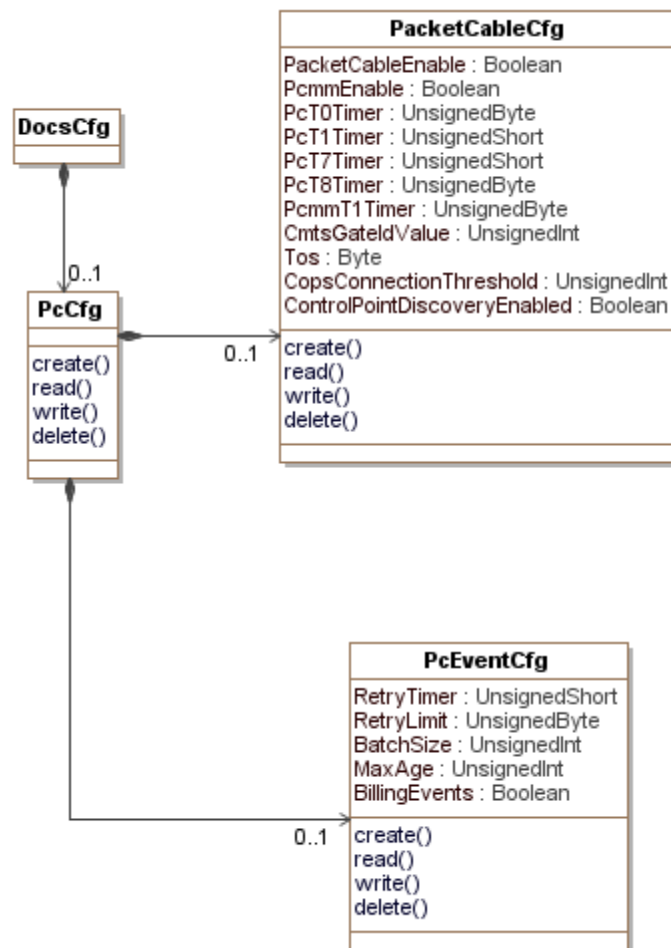 PacketCableCfg
PacketCableEnable : Boolean
PcmmEnable : Boolean
PcT0Timer : UnsignedByte
PcT1Timer : UnsignedShort
PcT7Timer : UnsignedShort
PcT8Timer : UnsignedByte
PcmmT1Timer : UnsignedByte
CmtsGateIdValue : UnsignedInt
Tos : Byte
CopsConnectionThreshold : UnsignedInt
ControlPointDiscoveryEnabled : Boolean
create()
read()
write()
delete()
DocsCfg
0..1
PcCfg
create()
read()
write()
delete()
0..1
PcEventCfg
RetryTimer : UnsignedShort
RetryLimit : UnsignedByte
BatchSize : UnsignedInt
MaxAge : UnsignedInt
BillingEvents : Boolean
create()
read()
write()
delete()
0..1